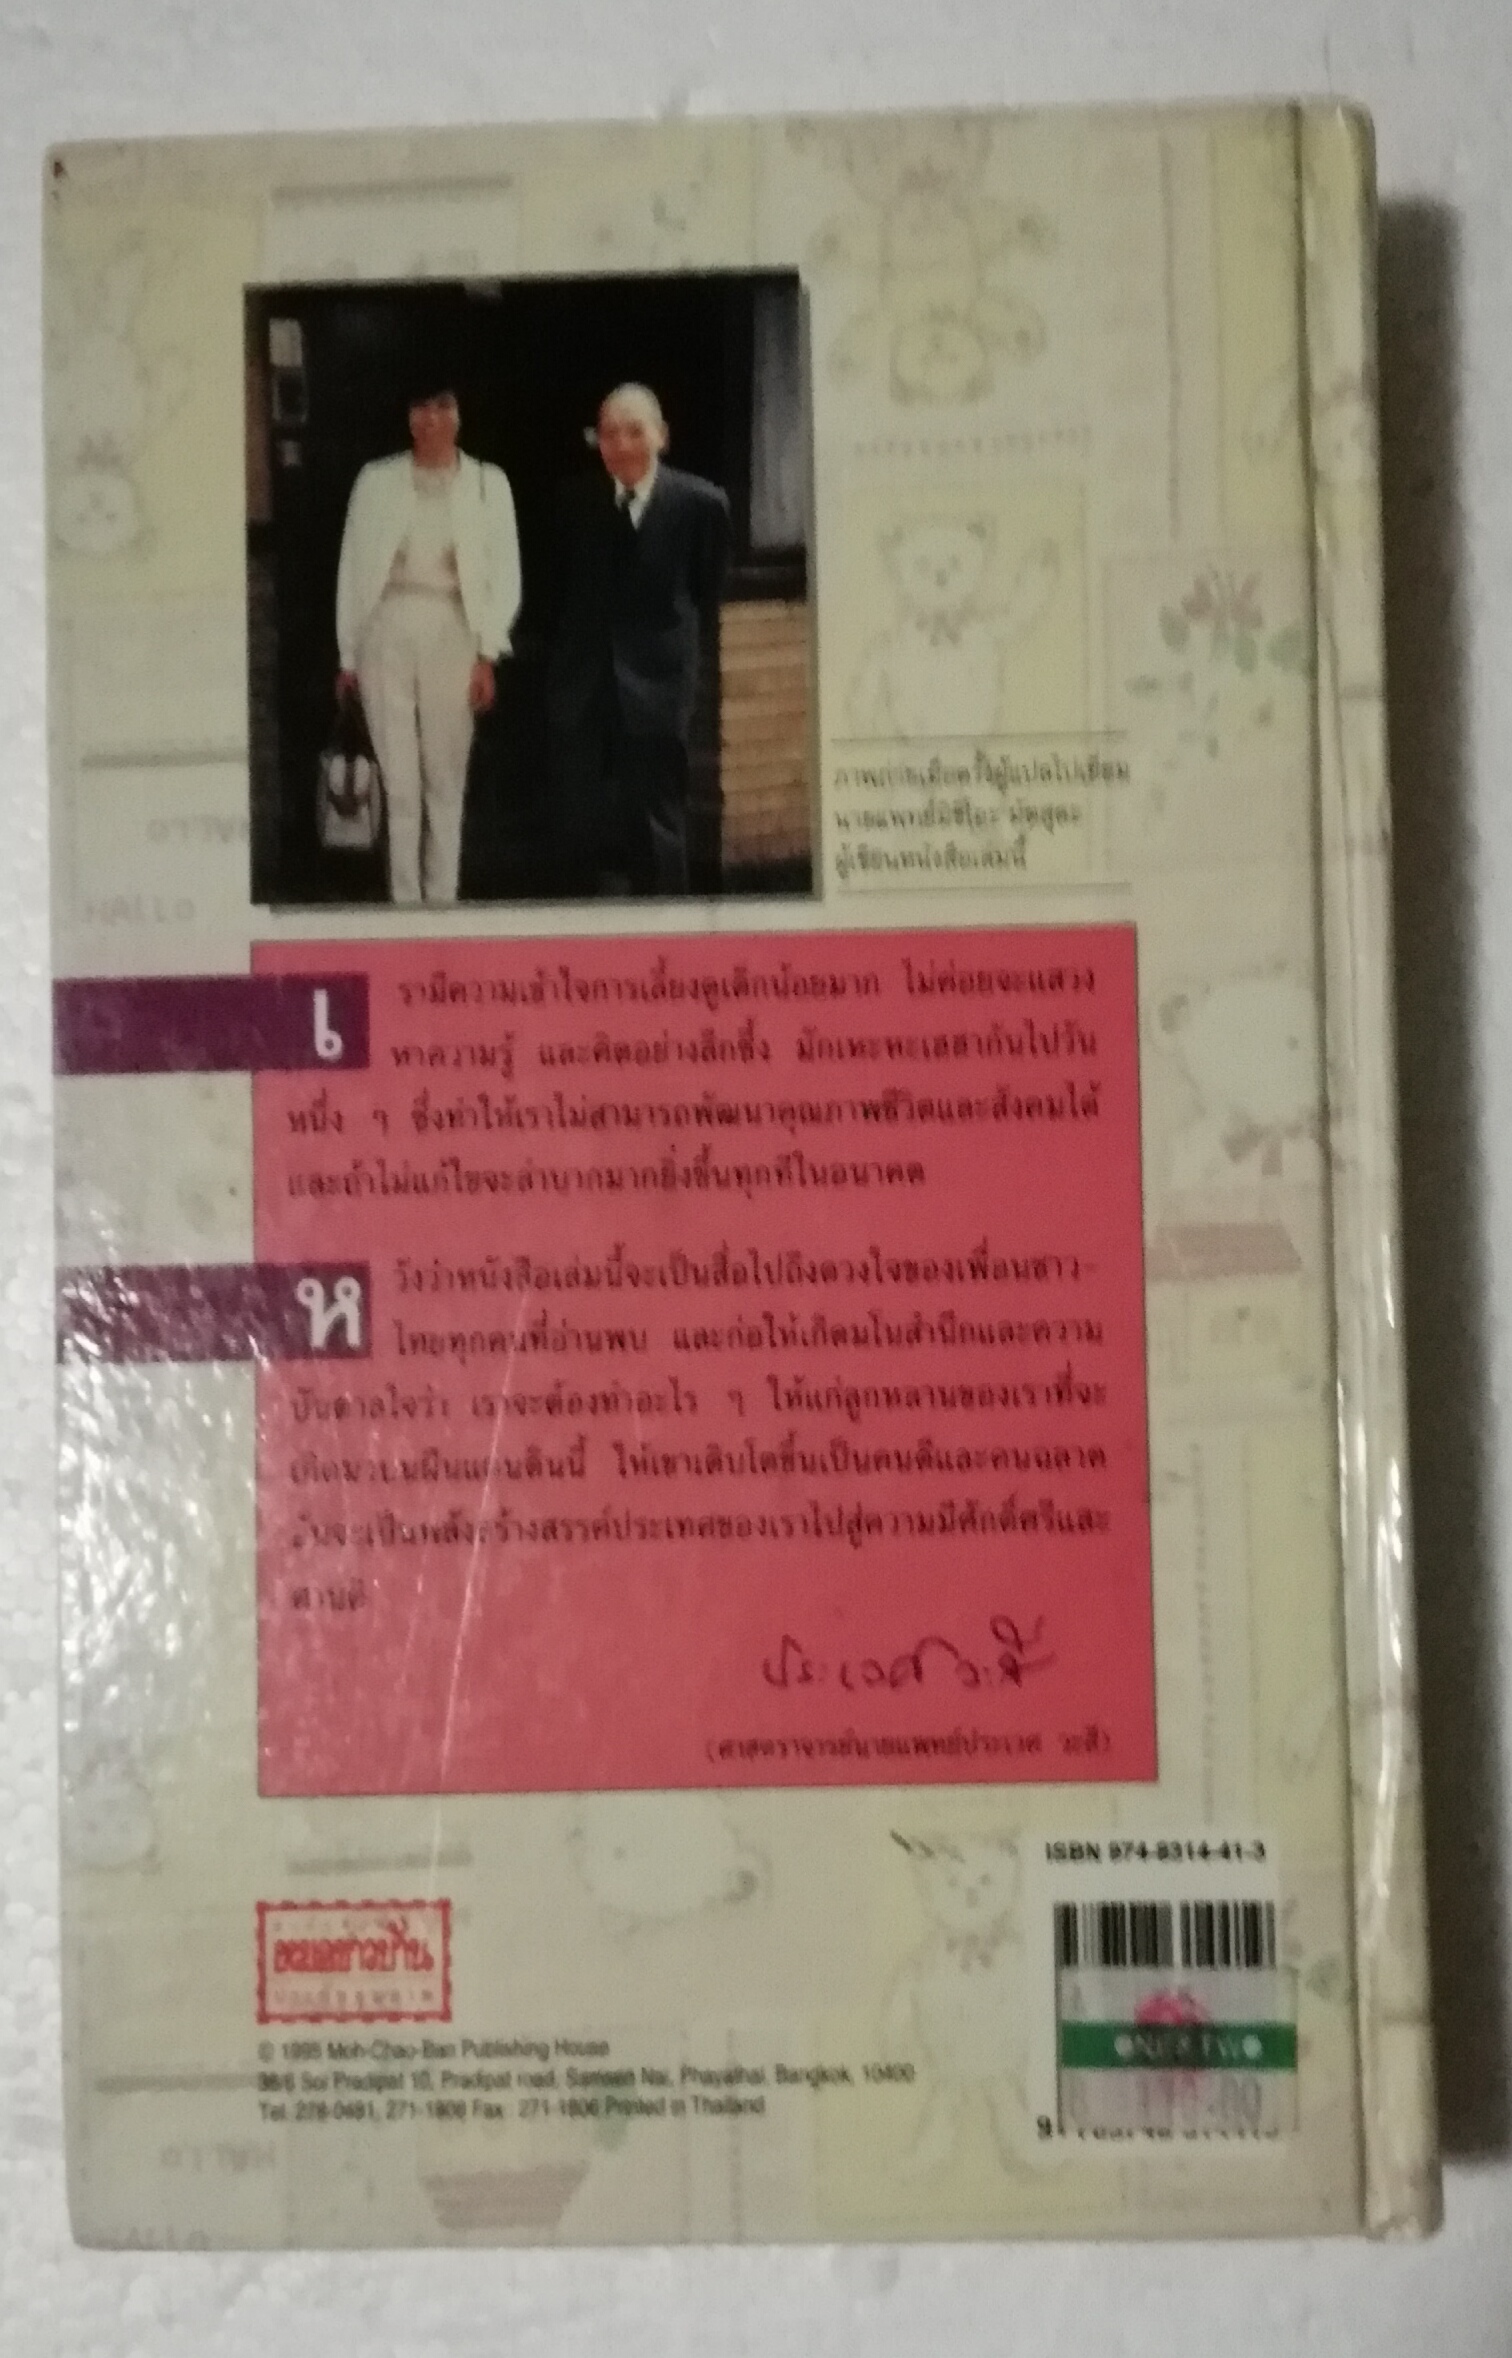 ภาพถ่ายเมื่อครั้งผู้แปลไปเยี่ยม
นายแพทย์มิชิโอะ มัตสุดะ
ผู้เขียนหนังสือเล่มนี้
เรามีความเข้าใจการเลี้ยงดูเด็กน้อยมาก ไม่ค่อยจะแสวง
หาความรู้ และคิดอย่างลึกซึ้ง มักเหะหะเสสากันไปวัน
หนึ่ง ๆ ซึ่งทำให้เราไม่สามารถพัฒนาคุณภาพชีวิตและสังคมได้
และถ้าไม่แก้ไขจะลำบากมากยิ่งขึ้นทุกทีในอนาคต
หวังว่าหนังสือเล่มนี้จะเป็นสื่อไปถึงดวงใจของเพื่อนชาว-
ไทยทุกคนที่อ่านพบ และก่อให้เกิดมโนสำนึกและความ
บันดาลใจว่า เราจะต้องทำอะไร ๆ ให้แก่ลูกหลานของเราที่จะ
เกิดมาบนผืนแผ่นดินนี้ ให้เขาเติบโตขึ้นเป็นคนดีและคนฉลาด
อันจะเป็นพลังสร้างสรรค์ประเทศของเราไปสู่ความมีศักดิ์ศรีและ
ศานติ
ประเวศ วะสี
(ศาสตราจารย์นายแพทย์ประเวศ วะสี)
ISBN 974-8314-41-3
หมอชาวบ้าน
© 1995 Moh-Chao-Ban Publishing House
36/6 Soi Pradipat 10, Pradipat road, Samsen Nai, Phayathai, Bangkok, 10400
Tel. 278-0491, 271-1806 Fax : 271-1806 Printed in Thailand
HALLO